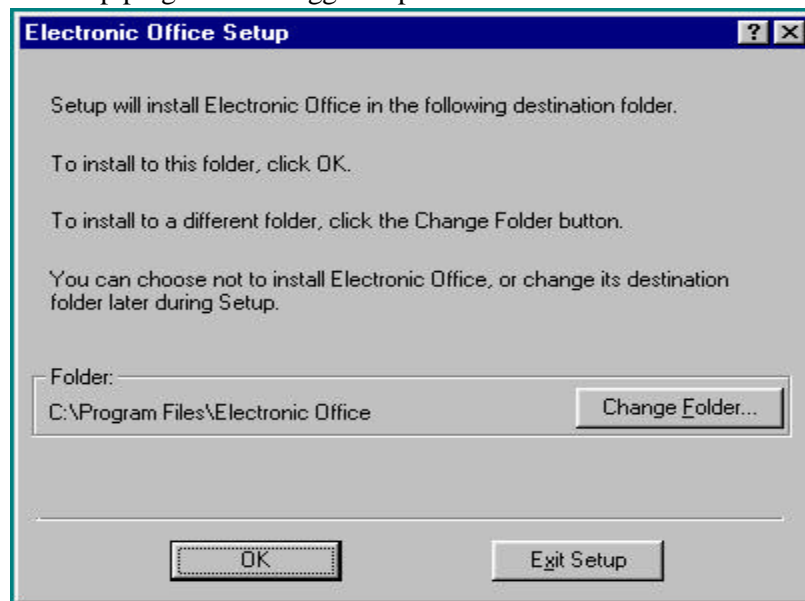 Electronic Office Setup
Setup will install Electronic Office in the following destination folder.
To install to this folder, click OK.
To install to a different folder, click the Change Folder button.
You can choose not to install Electronic Office, or change its destination
folder later during Setup.
Folder:
C:\Program Files\Electronic Office
Change Folder...
OK
Exit Setup